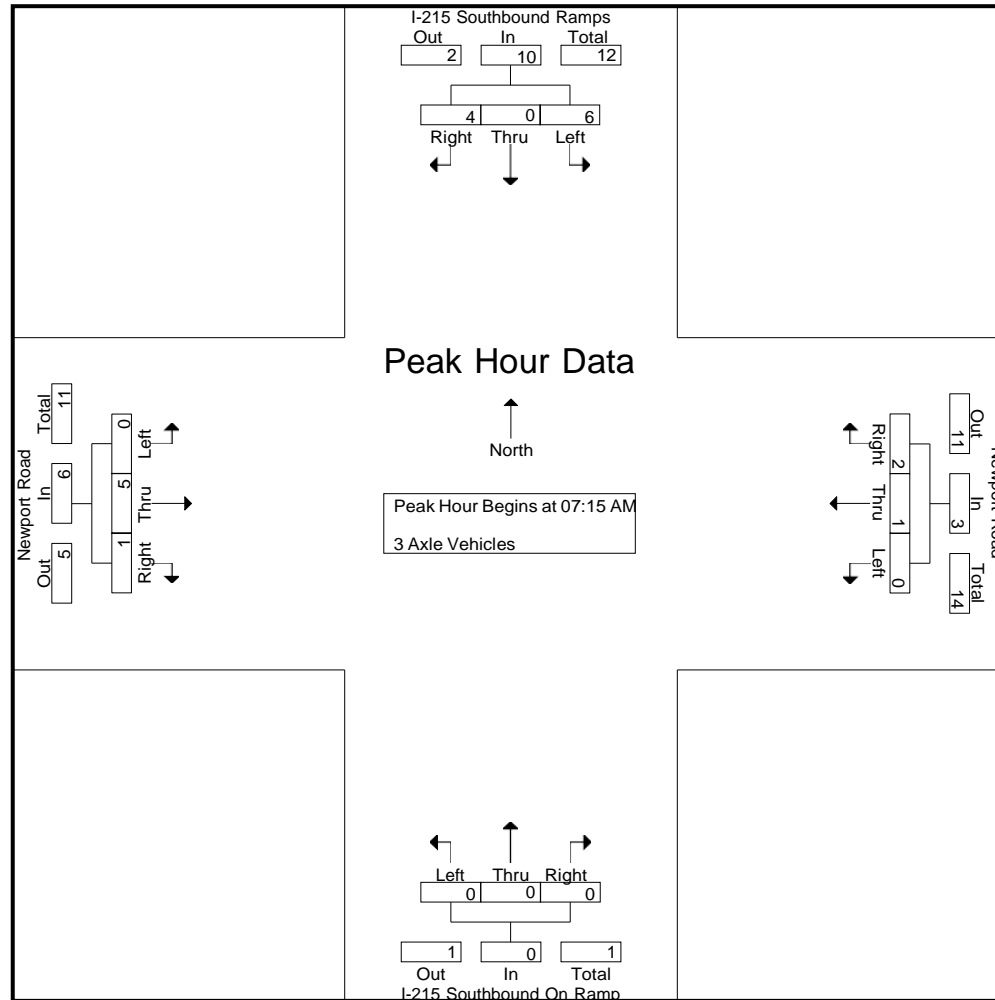 I-215 Southbound Ramps
Out In Total
2 10 12
4 0 6
Right Thru Left
Peak Hour Data
North
Peak Hour Begins at 07:15 AM
3 Axle Vehicles
Newport Road
Out In Total
5 6 11
Left Thru Right
0 5 1
Newport Road
Out In Total
11 3 14
Right Thru Left
2 1 0
Left Thru Right
0 0 0
1 0 1
Out In Total
I-215 Southbound On Ramp